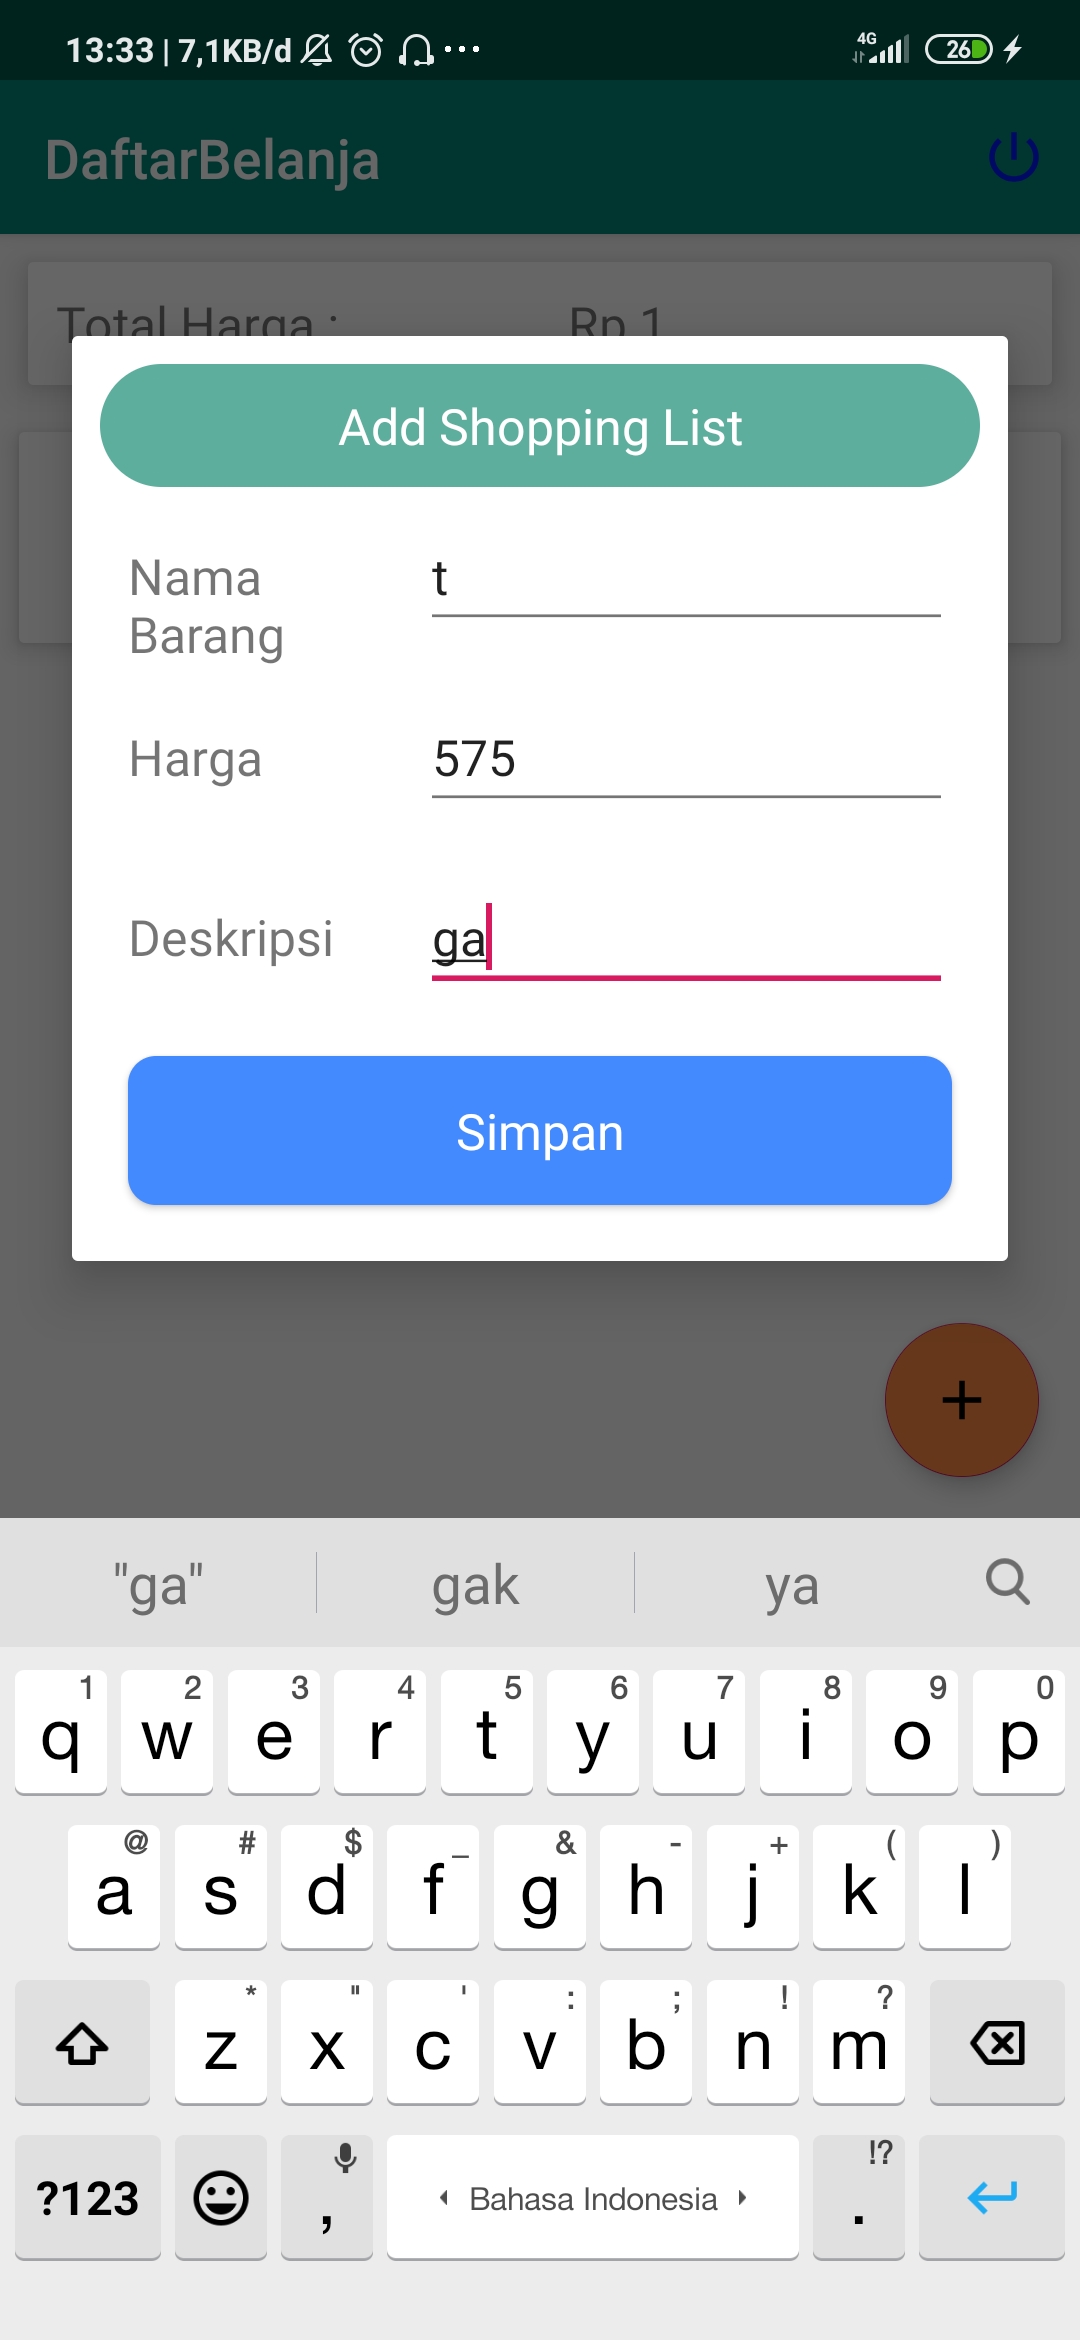 13:33 | 7,1KB/d ...
4G 26
DaftarBelanja
Total Harga : Rp 1
Add Shopping List
Nama Barang t
Harga 575
Deskripsi ga
Simpan
"ga" gak ya
1 2 3 4 5 6 7 8 9 0
q w e r t y u i o p
@ # $ _ & - + ( )
a s d f g h j k l
* " ' : ; ! ?
z x c v b n m
!?
?123 , Bahasa Indonesia .